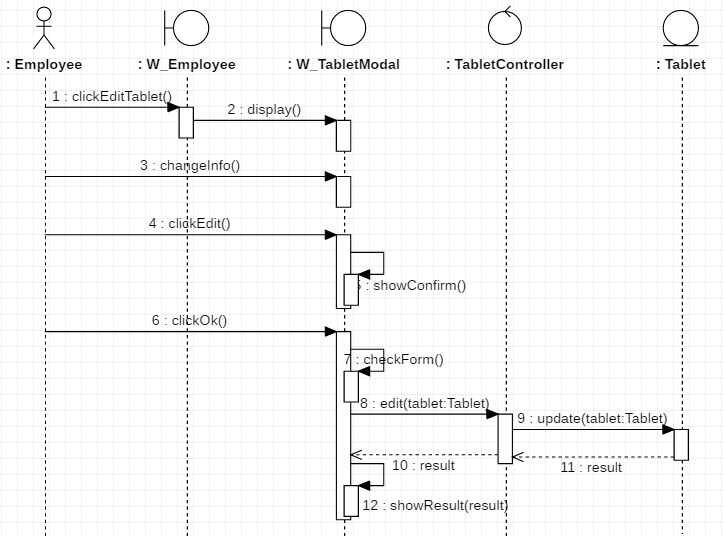 : Employee
: W_Employee
: W_TabletModal
: TabletController
: Tablet
1 : clickEditTablet()
2 : display()
3 : changeInfo()
4 : clickEdit()
5 : showConfirm()
6 : clickOk()
7 : checkForm()
8 : edit(tablet:Tablet)
9 : update(tablet:Tablet)
10 : result
11 : result
12 : showResult(result)